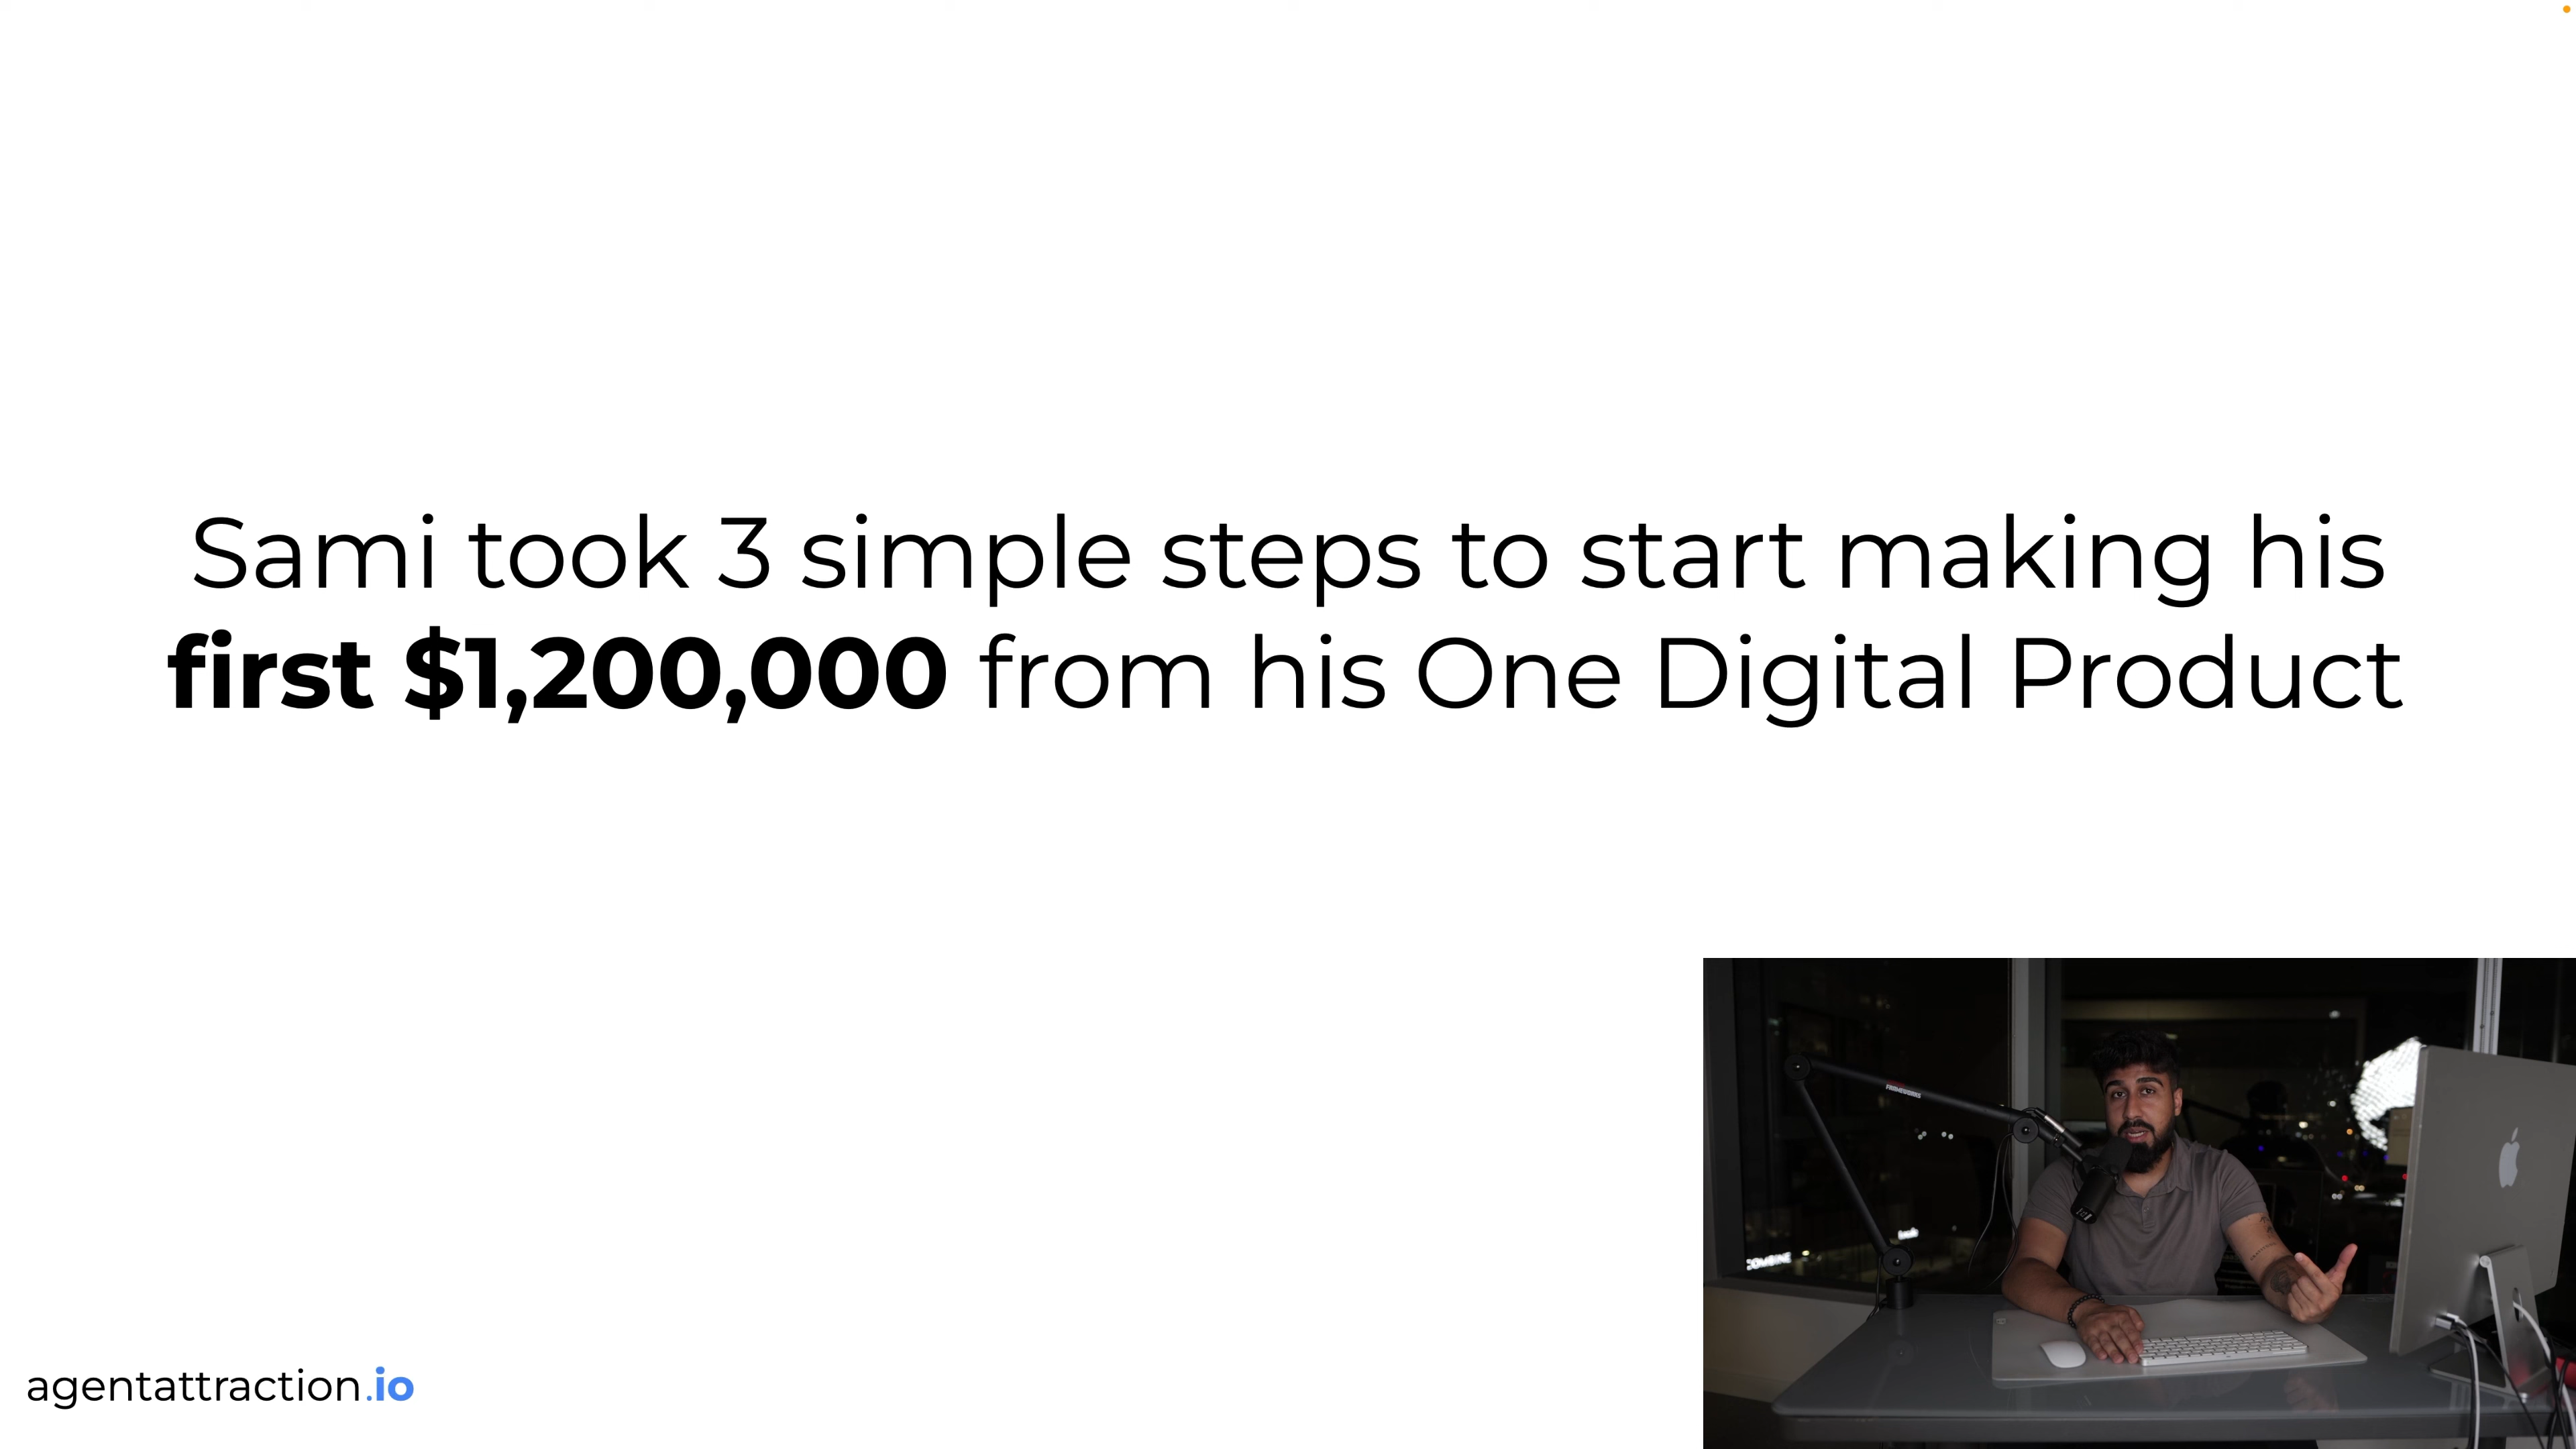 Sami took 3 simple steps to start making his
first $1,200,000 from his One Digital Product
agentattraction.io